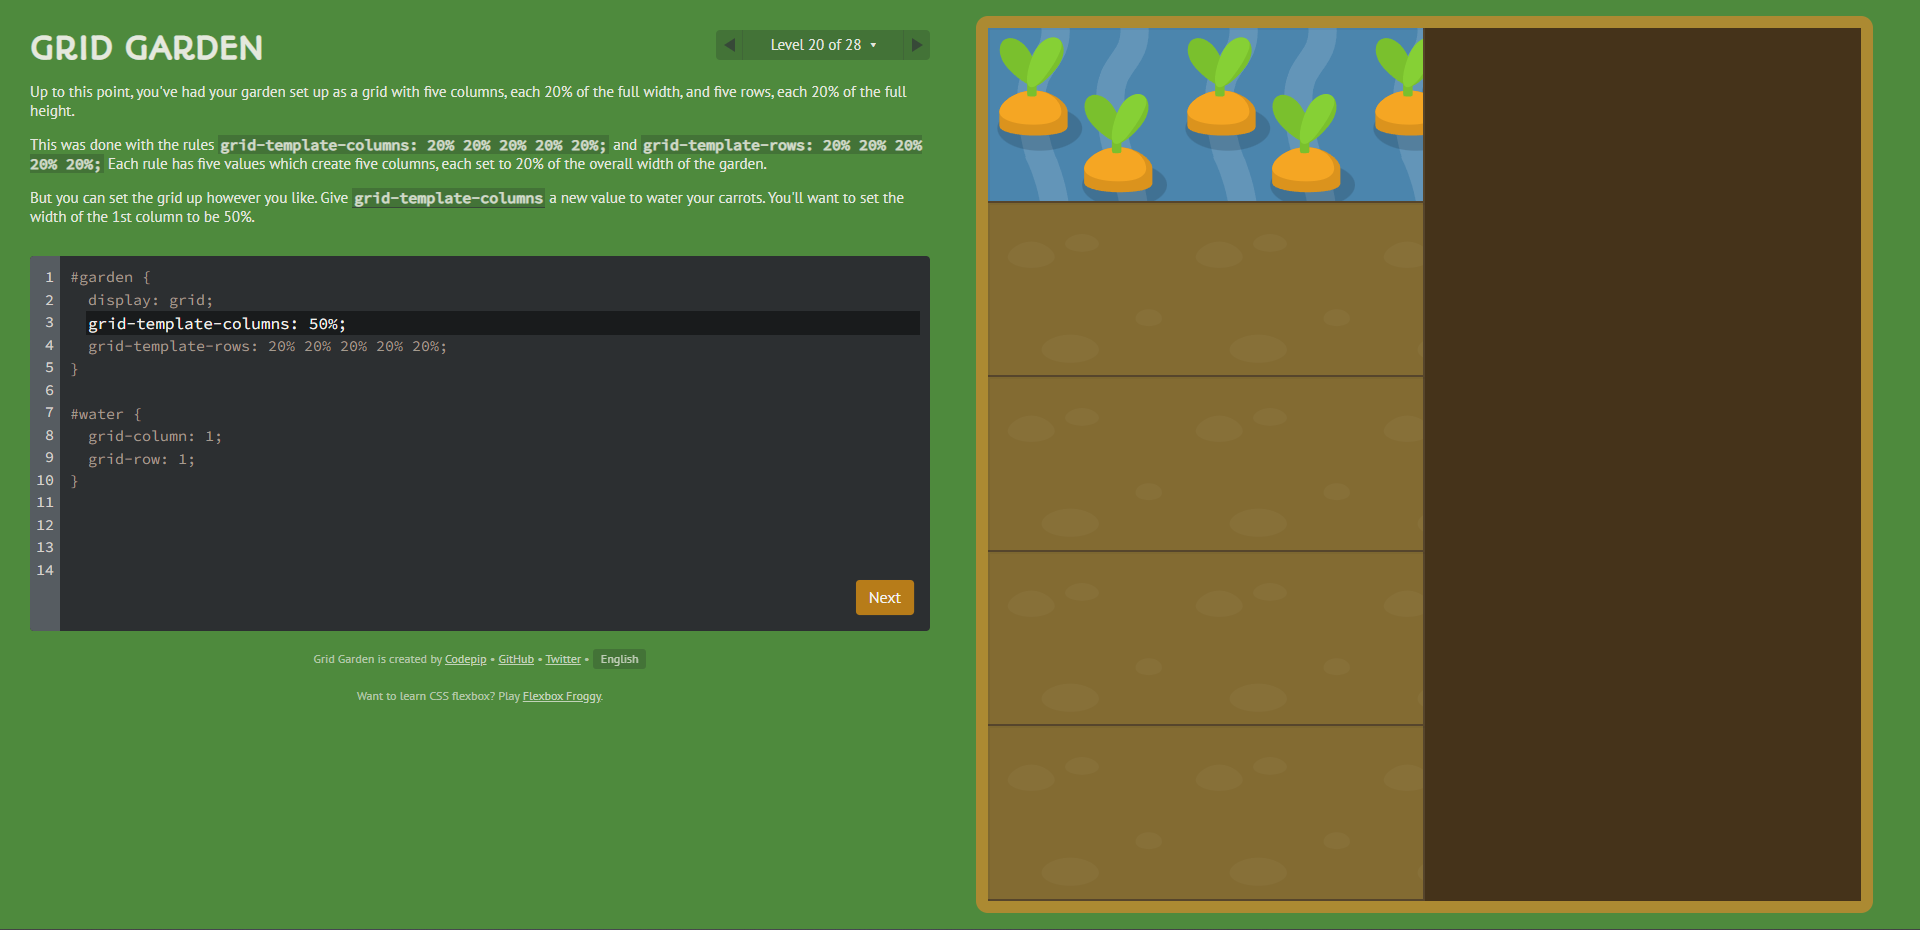 GRID GARDEN
◀ Level 20 of 28 ▾ ▶
Up to this point, you've had your garden set up as a grid with five columns, each 20% of the full width, and five rows, each 20% of the full
height.
This was done with the rules grid-template-columns: 20% 20% 20% 20% 20%; and grid-template-rows: 20% 20% 20%
20% 20%; Each rule has five values which create five columns, each set to 20% of the overall width of the garden.
But you can set the grid up however you like. Give grid-template-columns a new value to water your carrots. You'll want to set the
width of the 1st column to be 50%.
1 #garden {
2 display: grid;
3 grid-template-columns: 50%;
4 grid-template-rows: 20% 20% 20% 20% 20%;
5 }
6
7 #water {
8 grid-column: 1;
9 grid-row: 1;
10 }
11
12
13
14
Next
Grid Garden is created by Codepip • GitHub • Twitter • English
Want to learn CSS flexbox? Play Flexbox Froggy.